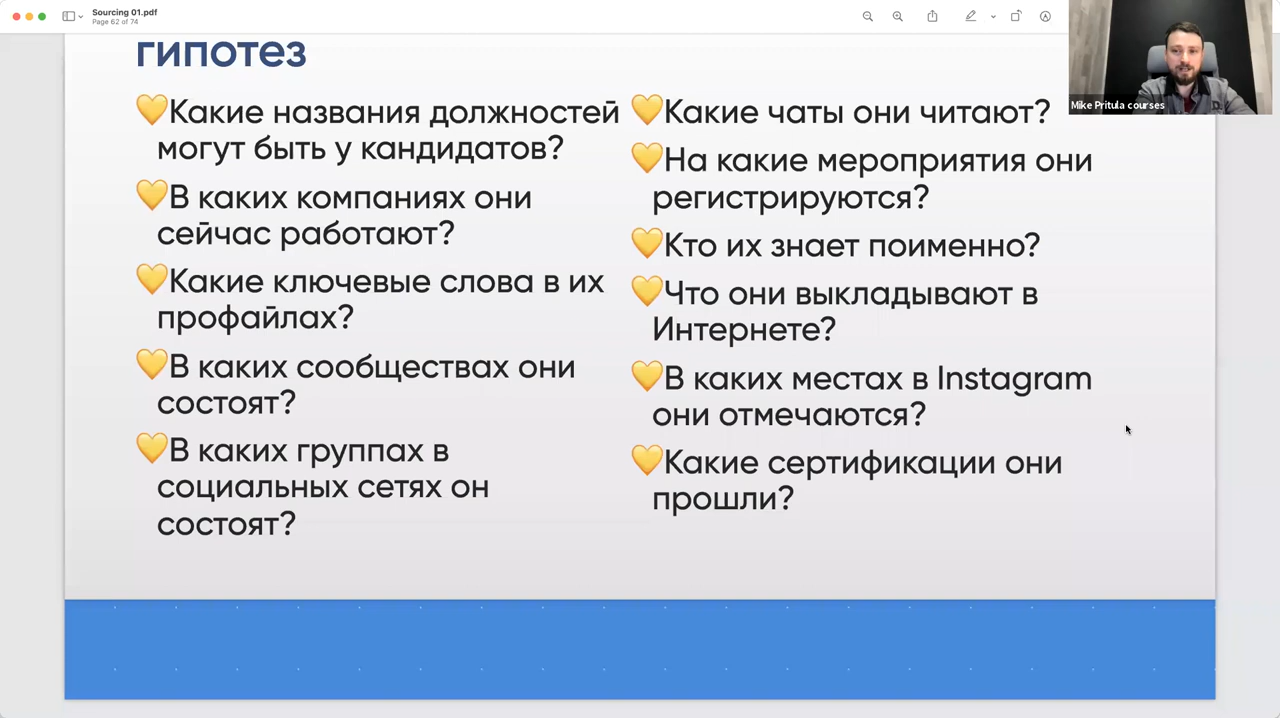 Sourcing 01.pdf
Page 62 of 74
Mike Pritula courses
гипотез
💛Какие названия должностей
могут быть у кандидатов?
💛В каких компаниях они
сейчас работают?
💛Какие ключевые слова в их
профайлах?
💛В каких сообществах они
состоят?
💛В каких группах в
социальных сетях он
состоят?
💛Какие чаты они читают?
💛На какие мероприятия они
регистрируются?
💛Кто их знает поименно?
💛Что они выкладывают в
Интернете?
💛В каких местах в Instagram
они отмечаются?
💛Какие сертификации они
прошли?